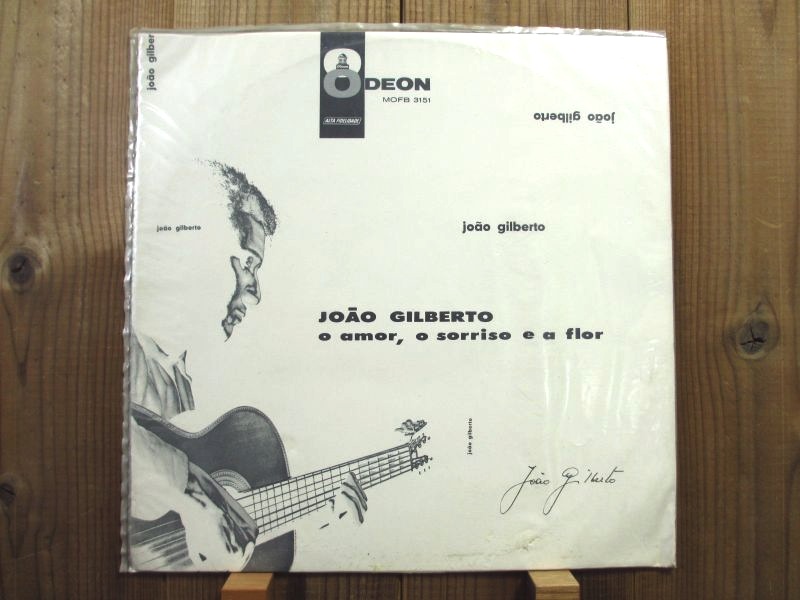 joão gilber
ODEON
MOFB 3151
ALTA FIDELIDADE
joão gilberto
joão gilberto
joão gilberto
JOÃO GILBERTO
o amor, o sorriso e a flor
joão gilberto
João Gilberto